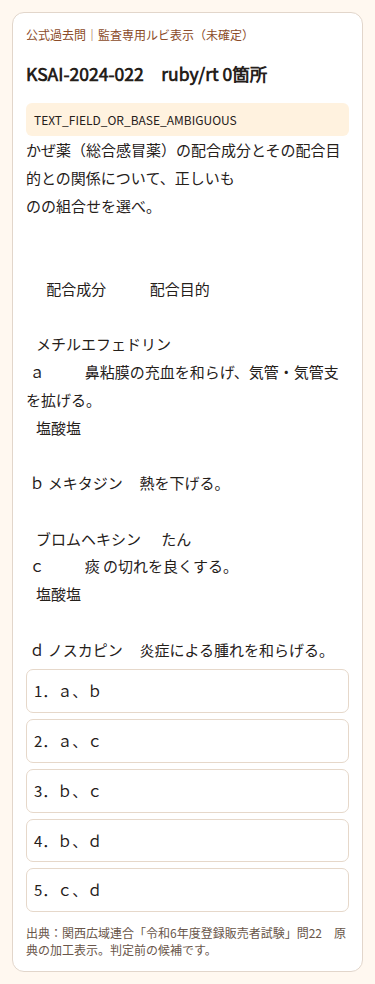 公式過去問｜監査専用ルビ表示（未確定）
KSAI-2024-022　ruby/rt 0箇所
TEXT_FIELD_OR_BASE_AMBIGUOUS
かぜ薬（総合感冒薬）の配合成分とその配合目
的との関係について、正しいも
のの組合せを選べ。
配合成分　　　配合目的
メチルエフェドリン
ａ　　　鼻粘膜の充血を和らげ、気管・気管支
を拡げる。
塩酸塩
ｂ メキタジン　熱を下げる。
ブロムヘキシン　たん
ｃ　　　痰 の切れを良くする。
塩酸塩
ｄ ノスカピン　炎症による腫れを和らげる。
1．ａ、ｂ
2．ａ、ｃ
3．ｂ、ｃ
4．ｂ、ｄ
5．ｃ、ｄ
出典：関西広域連合「令和6年度登録販売者試験」問22　原
典の加工表示。判定前の候補です。